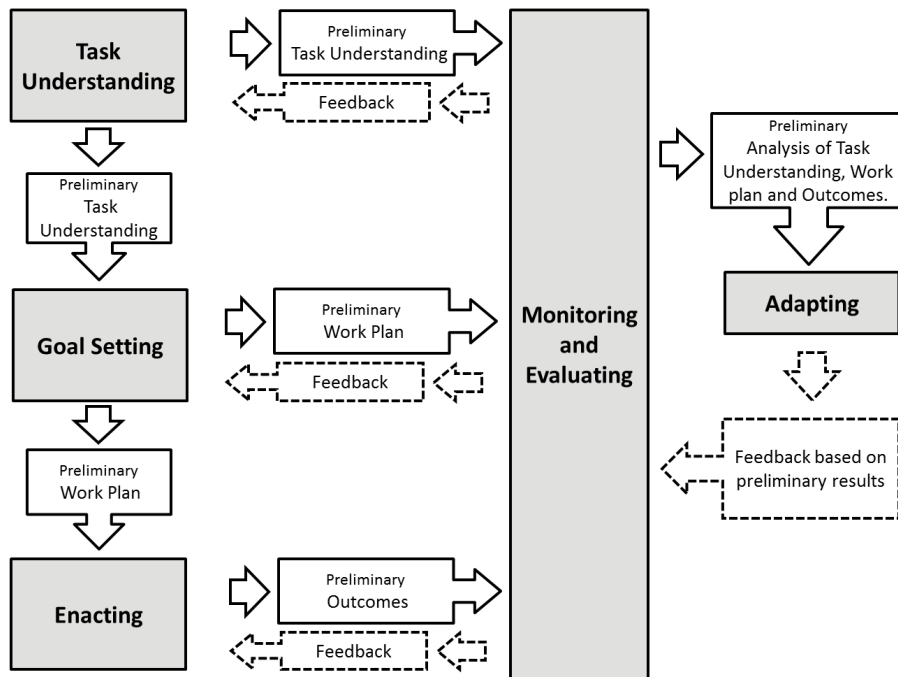 Task
Understanding
Preliminary
Task Understanding
Feedback
Preliminary
Task
Understanding
Goal Setting
Preliminary
Work Plan
Feedback
Preliminary
Work Plan
Enacting
Preliminary
Outcomes
Feedback
Monitoring
and
Evaluating
Preliminary
Analysis of Task
Understanding, Work
plan and Outcomes.
Adapting
Feedback based on
preliminary results